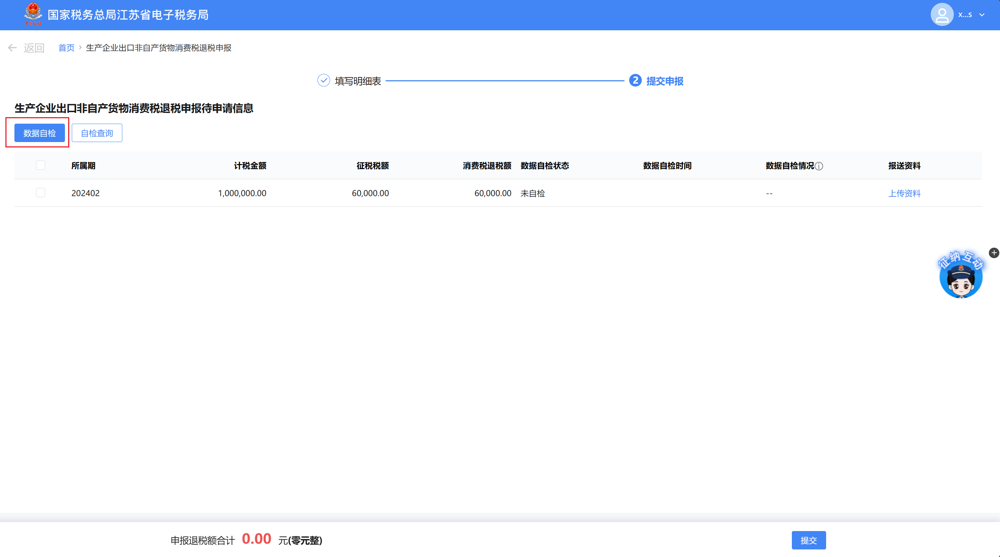 国家税务总局江苏省电子税务局
x...s
返回 首页 > 生产企业出口非自产货物消费税退税申报
填写明细表 2 提交申报
生产企业出口非自产货物消费税退税申报待申请信息
数据自检 自检查询
所属期 计税金额 征税税额 消费税退税额 数据自检状态 数据自检时间 数据自检情况 报送资料
202402 1,000,000.00 60,000.00 60,000.00 未自检 -- 上传资料
征纳互动
申报退税额合计 0.00 元(零元整)
提交